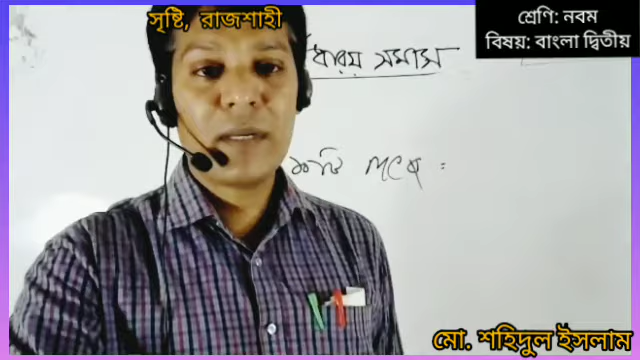 সৃষ্টি, রাজশাহী
শ্রেণি: নবম
বিষয়: বাংলা দ্বিতীয়
ধারয় সমাস
মো. শহিদুল ইসলাম